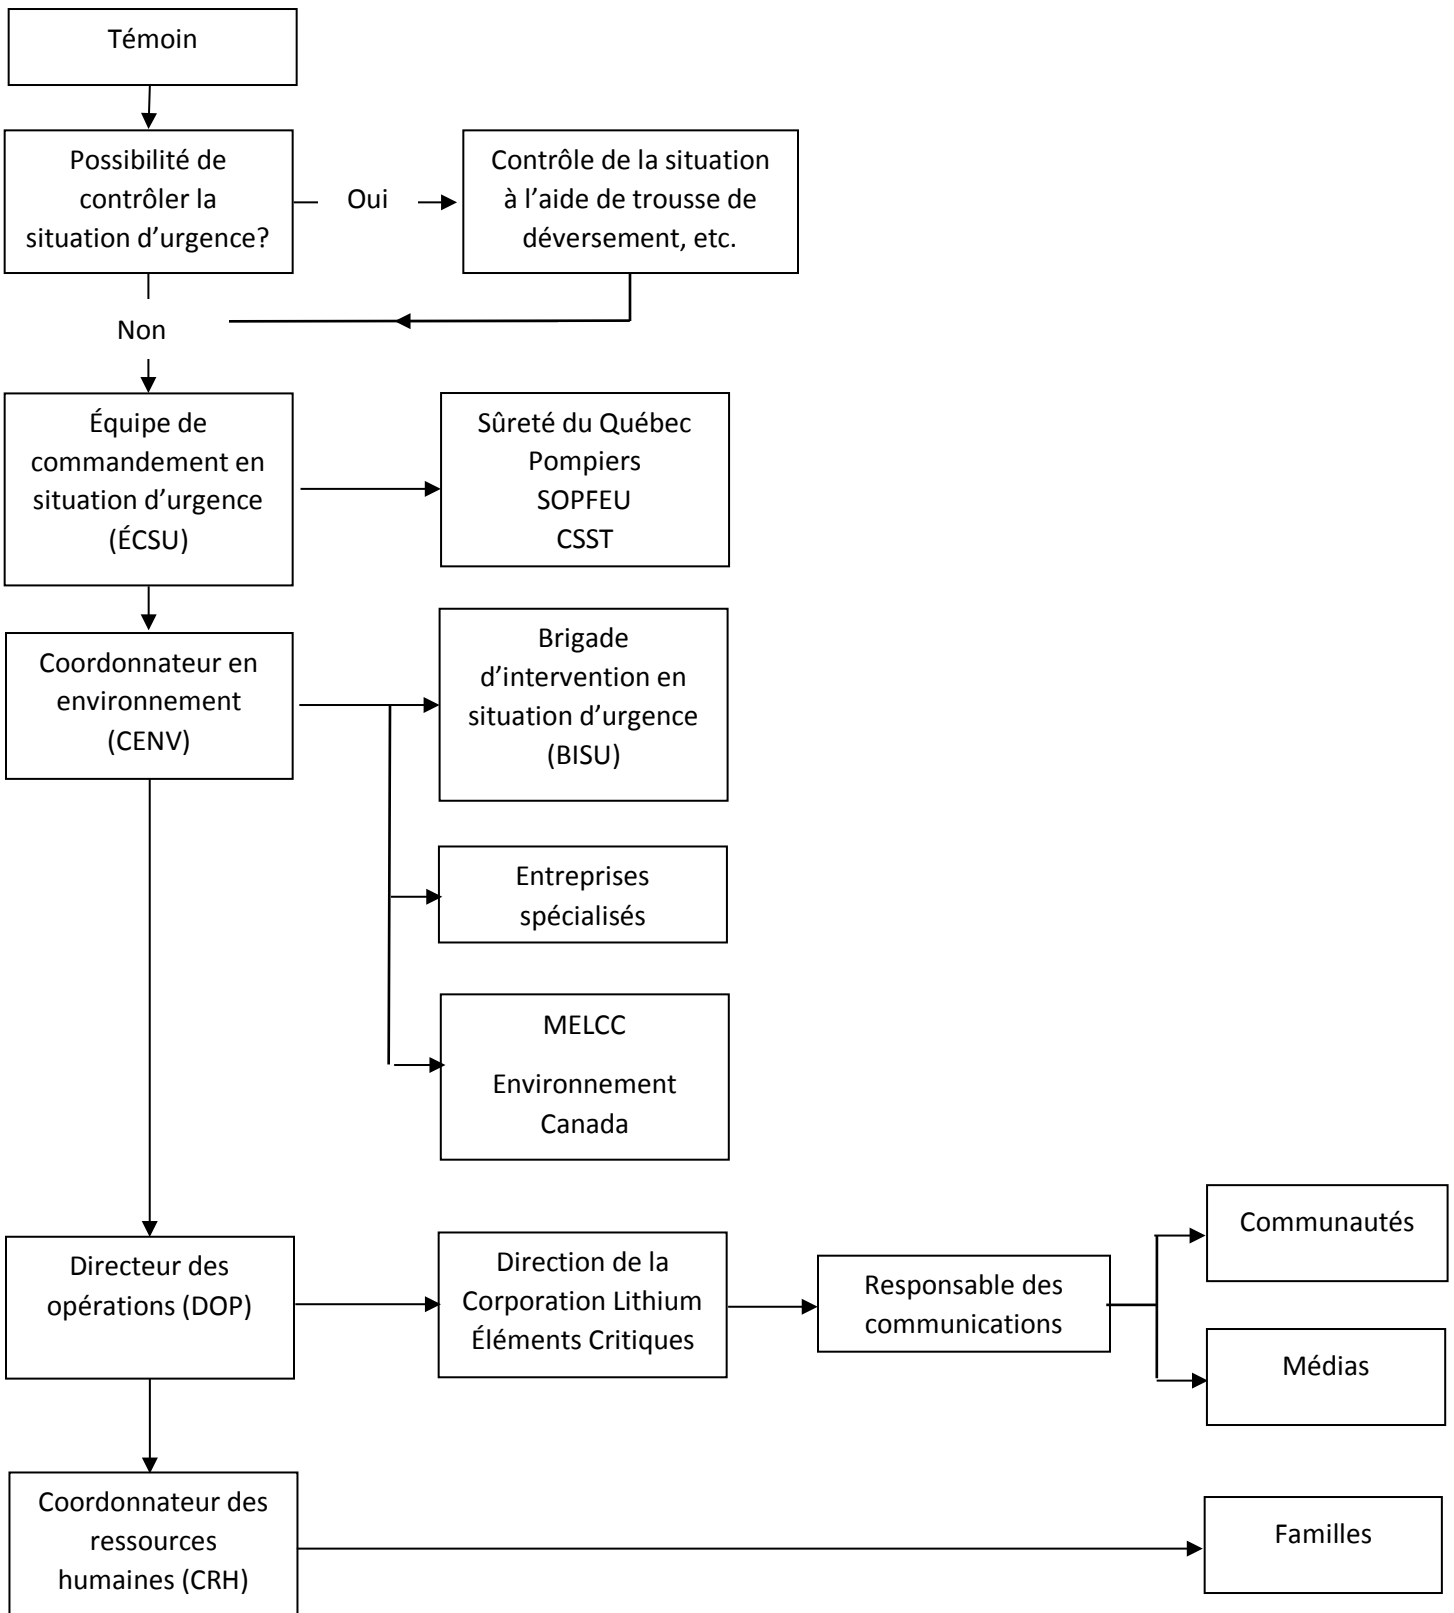 Témoin
Possibilité de
contrôler la
situation d’urgence?
Oui
Contrôle de la situation
à l’aide de trousse de
déversement, etc.
Non
Équipe de
commandement en
situation d’urgence
(ÉCSU)
Sûreté du Québec
Pompiers
SOPFEU
CSST
Coordonnateur en
environnement
(CENV)
Brigade
d’intervention en
situation d’urgence
(BISU)
Entreprises
spécialisés
MELCC
Environnement
Canada
Directeur des
opérations (DOP)
Direction de la
Corporation Lithium
Éléments Critiques
Responsable des
communications
Communautés
Médias
Coordonnateur des
ressources
humaines (CRH)
Familles